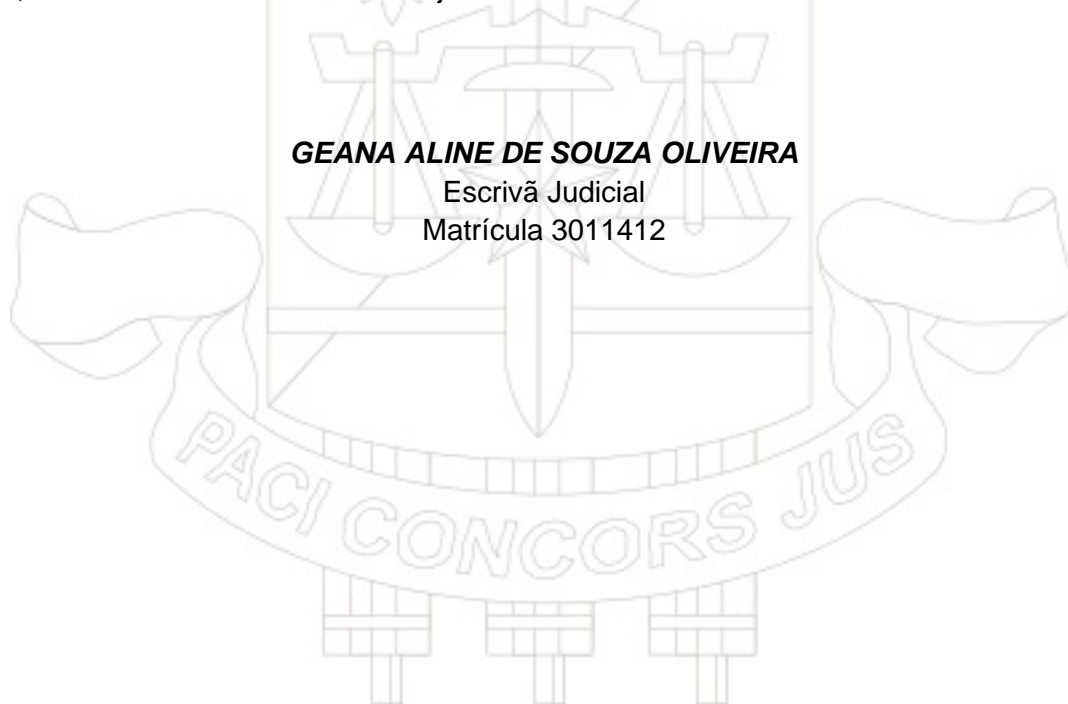 GEANA ALINE DE SOUZA OLIVEIRA
Escrivã Judicial
Matrícula 3011412
PACI CONCORS JUS